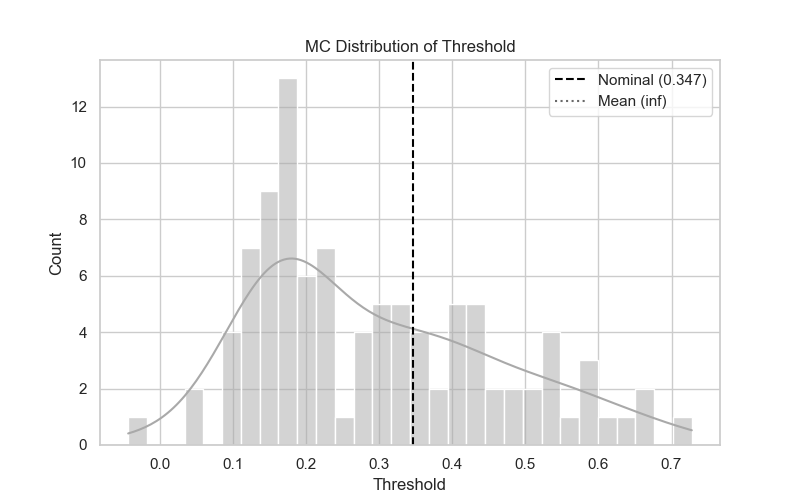 MC Distribution of Threshold
Nominal (0.347)
Mean (inf)
Count
12
10
8
6
4
2
0
0.0 0.1 0.2 0.3 0.4 0.5 0.6 0.7
Threshold